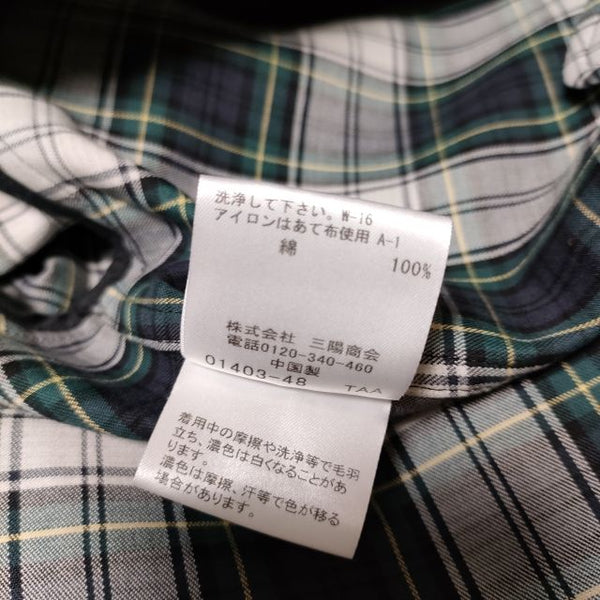 洗浄して下さい。W-16
アイロンはあて布使用 A-1
綿 100%
株式会社 三陽商会
電話0120-340-460
中国製
01403-48 TAA
着用中の摩擦や洗浄等で毛羽
立ち、濃色は白くなることがあ
ります。
濃色は摩擦、汗等で色が移る
場合があります。